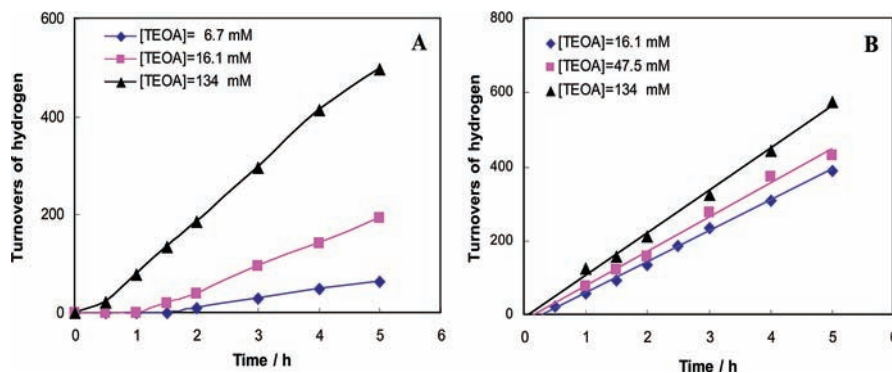 600
400
200
0
0
1
2
3
4
5
6
Turnovers of hydrogen
Time / h
[TEOA]= 6.7 mM
[TEOA]=16.1 mM
[TEOA]=134 mM
A
800
600
400
200
0
0
1
2
3
4
5
6
Turnovers of hydrogen
Time / h
[TEOA]=16.1 mM
[TEOA]=47.5 mM
[TEOA]=134 mM
B